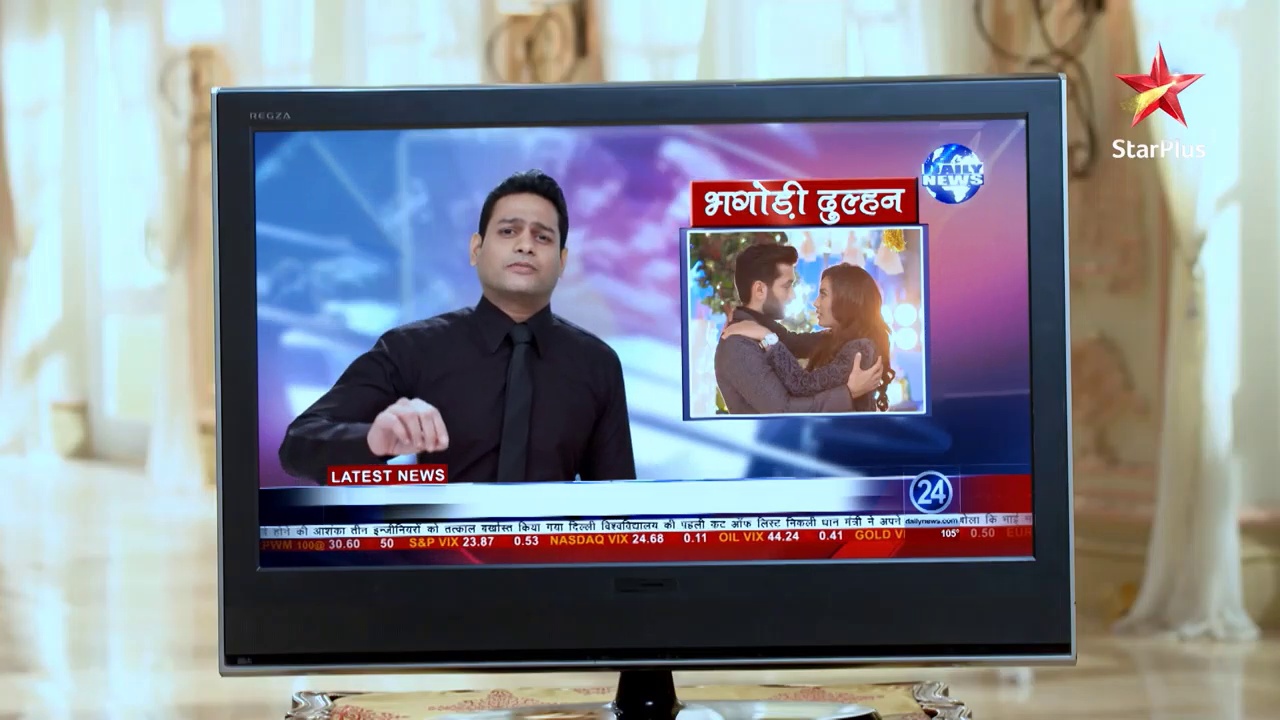 REGZA
StarPlus
DAILY
NEWS
भगोड़ी दुल्हन
LATEST NEWS
24
होने की आशंका तीन इन्जीनियरों को तत्काल बर्खास्त किया गया दिल्ली विश्वविद्यालय की पहली कट ऑफ लिस्ट निकली धान मंत्री ने अपने
dailynews.com
बोला कि भाई
100@ 30.60 50 S&P VIX 23.87 0.53 NASDAQ VIX 24.68 0.11 OIL VIX 44.24 0.41 GOLD 105° 0.50 EUR